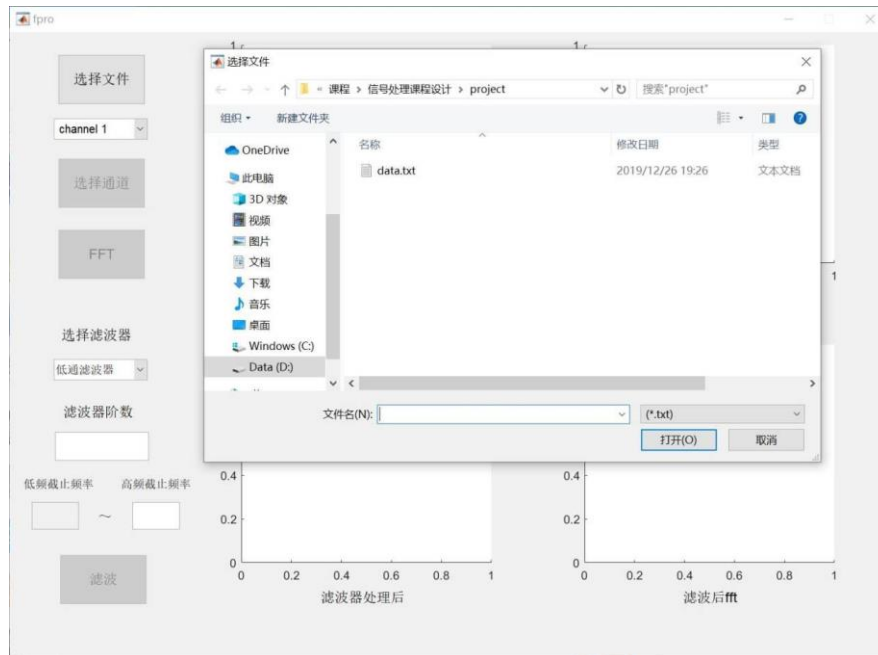 fpro
选择文件
channel 1
选择通道
FFT
选择滤波器
低通滤波器
滤波器阶数
低频截止频率 高频截止频率
～
滤波
1
1
选择文件
« 课程 › 信号处理课程设计 › project
搜索"project"
组织 新建文件夹
名称 修改日期 类型
OneDrive
data.txt 2019/12/26 19:26 文本文档
此电脑
3D 对象
视频
图片
文档
下载
音乐
桌面
Windows (C:)
Data (D:)
文件名(N): (*.txt)
打开(O) 取消
1
0.4
0.2
0
0 0.2 0.4 0.6 0.8 1
滤波器处理后
0.4
0.2
0
0 0.2 0.4 0.6 0.8 1
滤波后fft